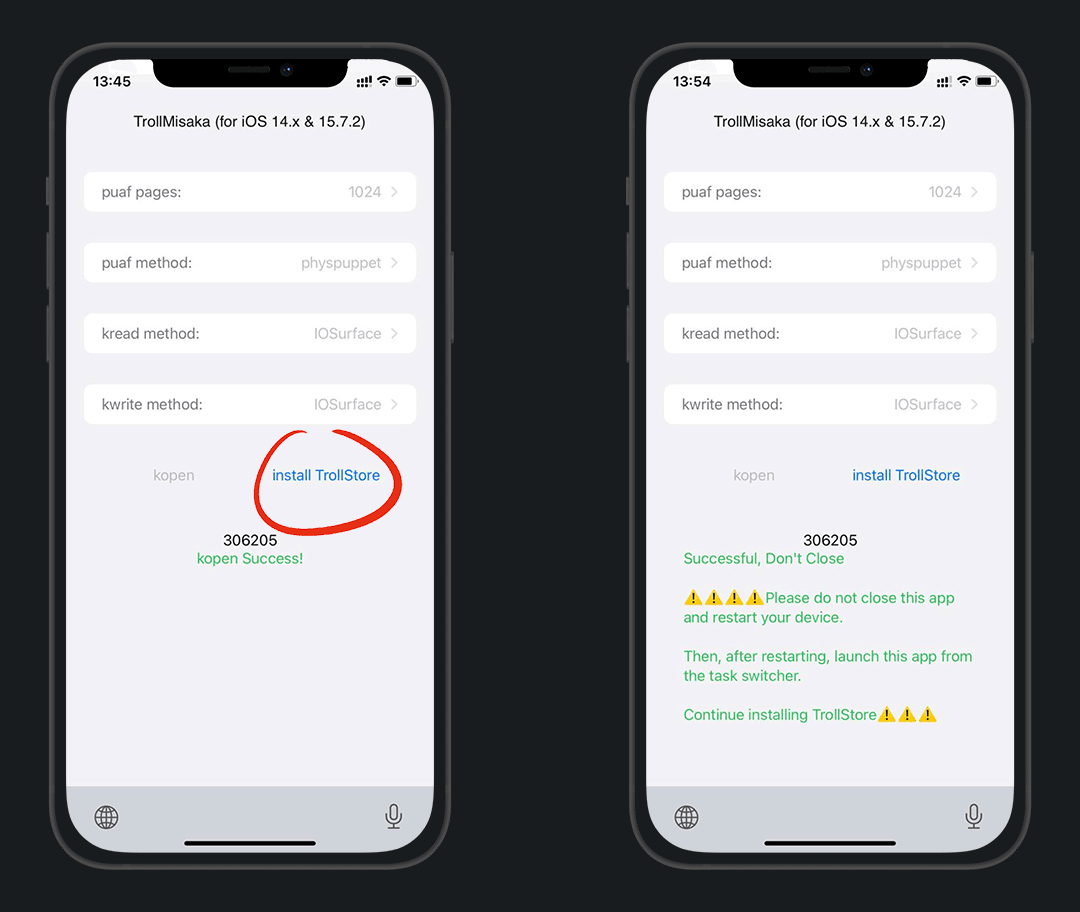 13:45
TrollMisaka (for iOS 14.x & 15.7.2)
puaf pages: 1024
puaf method: physpuppet
kread method: IOSurface
kwrite method: IOSurface
kopen install TrollStore
306205
kopen Success!
13:54
TrollMisaka (for iOS 14.x & 15.7.2)
puaf pages: 1024
puaf method: physpuppet
kread method: IOSurface
kwrite method: IOSurface
kopen install TrollStore
306205
Successful, Don't Close
⚠️⚠️⚠️⚠️Please do not close this app
and restart your device.
Then, after restarting, launch this app from
the task switcher.
Continue installing TrollStore⚠️⚠️⚠️